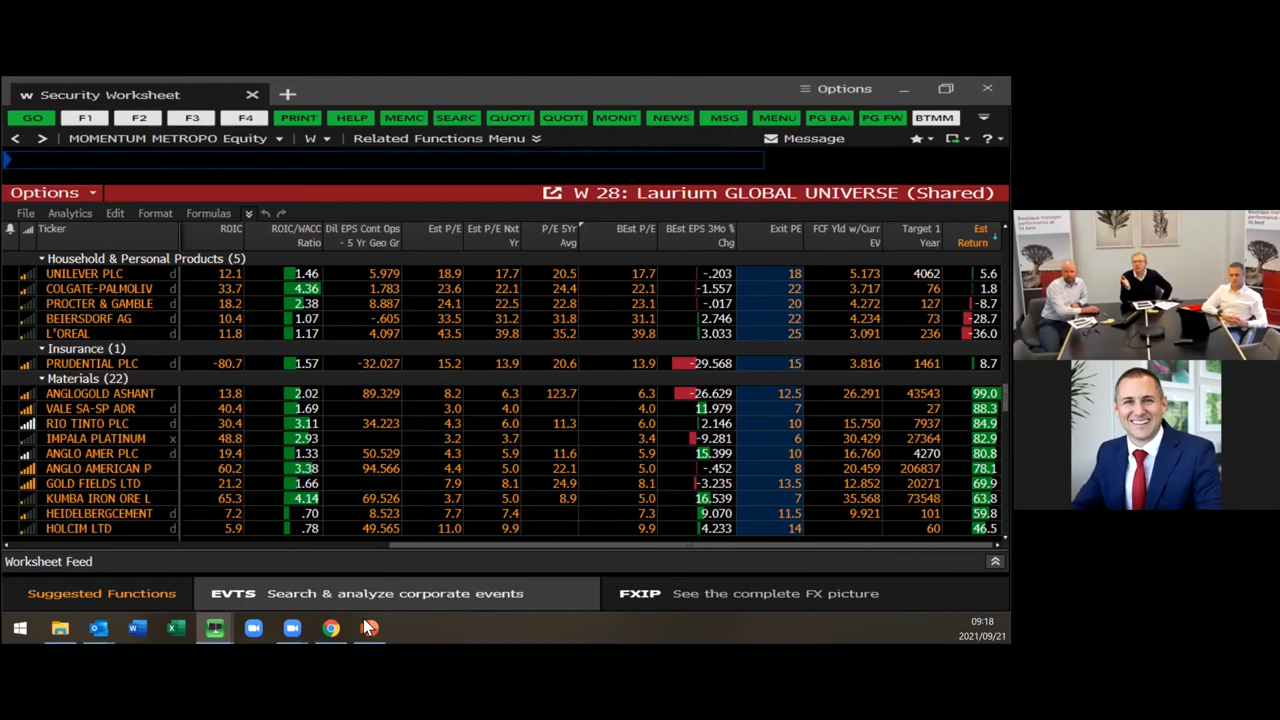 w Security Worksheet
Options
GO F1 F2 F3 F4 PRINT HELP MEMC SEARC QUOTI QUOTI MONIT NEWS MSG MENU PG BA PG FW BTMM
MOMENTUM METROPO Equity W Related Functions Menu Message ?
Options W 28: Laurium GLOBAL UNIVERSE (Shared)
File Analytics Edit Format Formulas
Ticker ROIC ROIC/WACC Ratio Dil EPS Cont Ops - 5 Yr Geo Gr Est P/E Est P/E Nxt Yr P/E 5Yr Avg BEst P/E BEst EPS 3Mo % Chg Exit PE FCF Yld w/Curr EV Target 1 Year Est Return
Household & Personal Products (5)
UNILEVER PLC d 12.1 1.46 5.979 18.9 17.7 20.5 17.7 -.203 18 5.173 4062 5.6
COLGATE-PALMOLIV d 33.7 4.36 1.783 23.6 22.1 24.2 22.1 -1.557 22 3.717 76 1.8
PROCTER & GAMBLE d 18.2 2.38 8.887 24.1 22.5 22.8 23.1 -.017 20 4.272 127 -8.7
BEIERSDORF AG d 10.4 1.07 -.605 33.5 31.2 31.8 31.1 2.746 22 4.234 73 -28.7
L'OREAL d 11.8 1.17 4.097 43.5 39.8 35.2 39.8 3.033 25 3.091 236 -36.0
Insurance (1)
PRUDENTIAL PLC d -80.7 1.57 -32.027 15.2 13.9 20.6 13.9 -29.568 15 3.816 1461 8.7
Materials (22)
ANGLOGOLD ASHANT 13.8 2.02 89.329 8.2 6.3 123.7 6.3 -26.629 12.5 26.291 43543 99.0
VALE SA-SP ADR d 40.4 1.69 3.0 4.0 4.0 11.979 7 27 88.3
RIO TINTO PLC d 30.4 3.11 34.223 4.3 6.0 11.3 6.0 2.146 10 15.750 7937 84.9
IMPALA PLATINUM x 48.8 2.93 3.2 3.7 3.4 -9.281 6 30.429 27364 82.9
ANGLO AMER PLC d 19.4 1.33 50.529 4.3 5.9 11.6 5.9 15.399 10 16.760 4270 80.8
ANGLO AMERICAN P 60.2 3.38 94.566 4.4 5.0 22.1 5.0 -.452 8 20.459 206837 78.1
GOLD FIELDS LTD 21.2 1.66 7.9 8.1 24.9 8.1 -3.235 13.5 12.852 20271 69.9
KUMBA IRON ORE L 65.3 4.14 69.526 3.7 5.0 8.9 5.0 16.539 7 35.568 73548 63.8
HEIDELBERGCEMENT d 7.2 .70 8.523 7.7 7.4 7.3 9.070 11.5 9.921 101 59.8
HOLCIM LTD d 5.9 .78 49.565 11.0 9.9 9.9 4.233 14 60 46.5
Worksheet Feed
Suggested Functions EVTS Search & analyze corporate events FXIP See the complete FX picture
09:18
2021/09/21
Boutique manager
performance at
its best